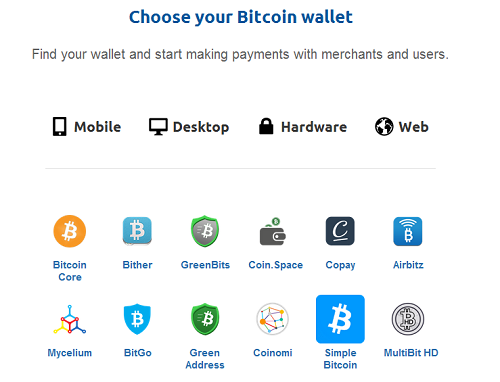 Choose your Bitcoin wallet
Find your wallet and start making payments with merchants and users.
Mobile Desktop Hardware Web
Bitcoin Core Bither GreenBits Coin.Space Copay Airbitz
Mycelium BitGo Green Address Coinomi Simple Bitcoin MultiBit HD